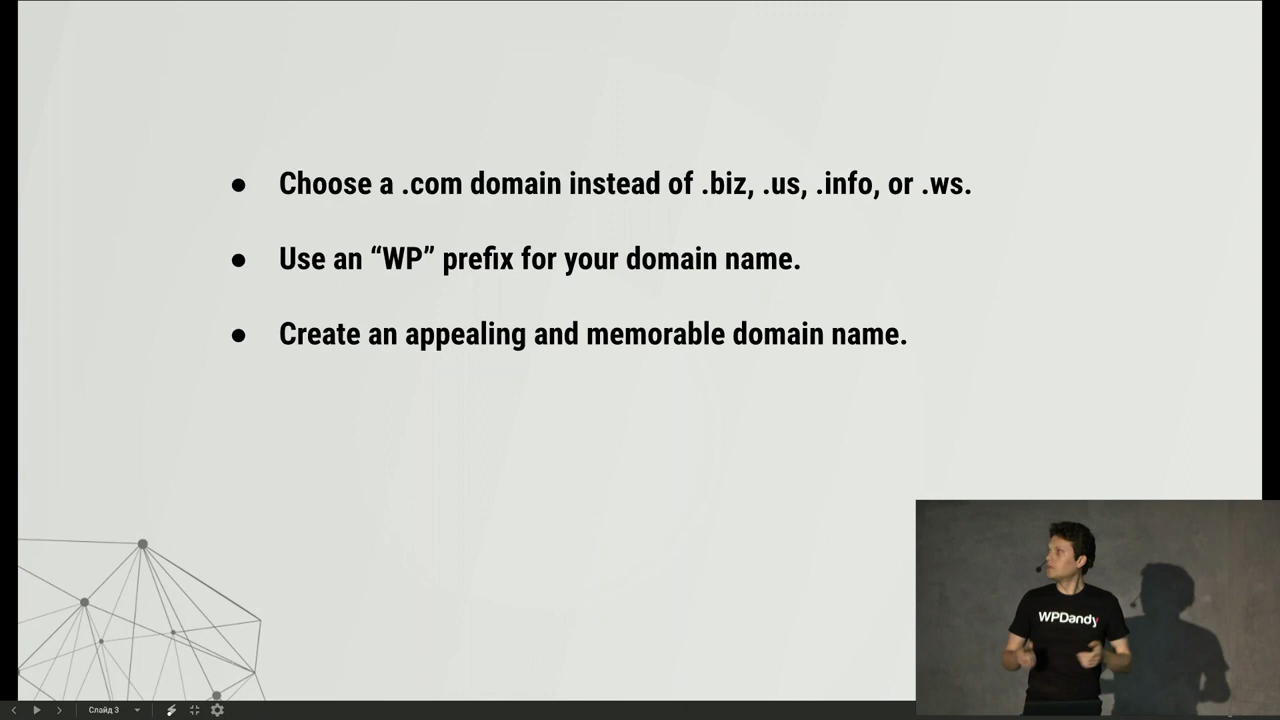 ● Choose a .com domain instead of .biz, .us, .info, or .ws.
● Use an “WP” prefix for your domain name.
● Create an appealing and memorable domain name.
WPDandy
Слайд 3